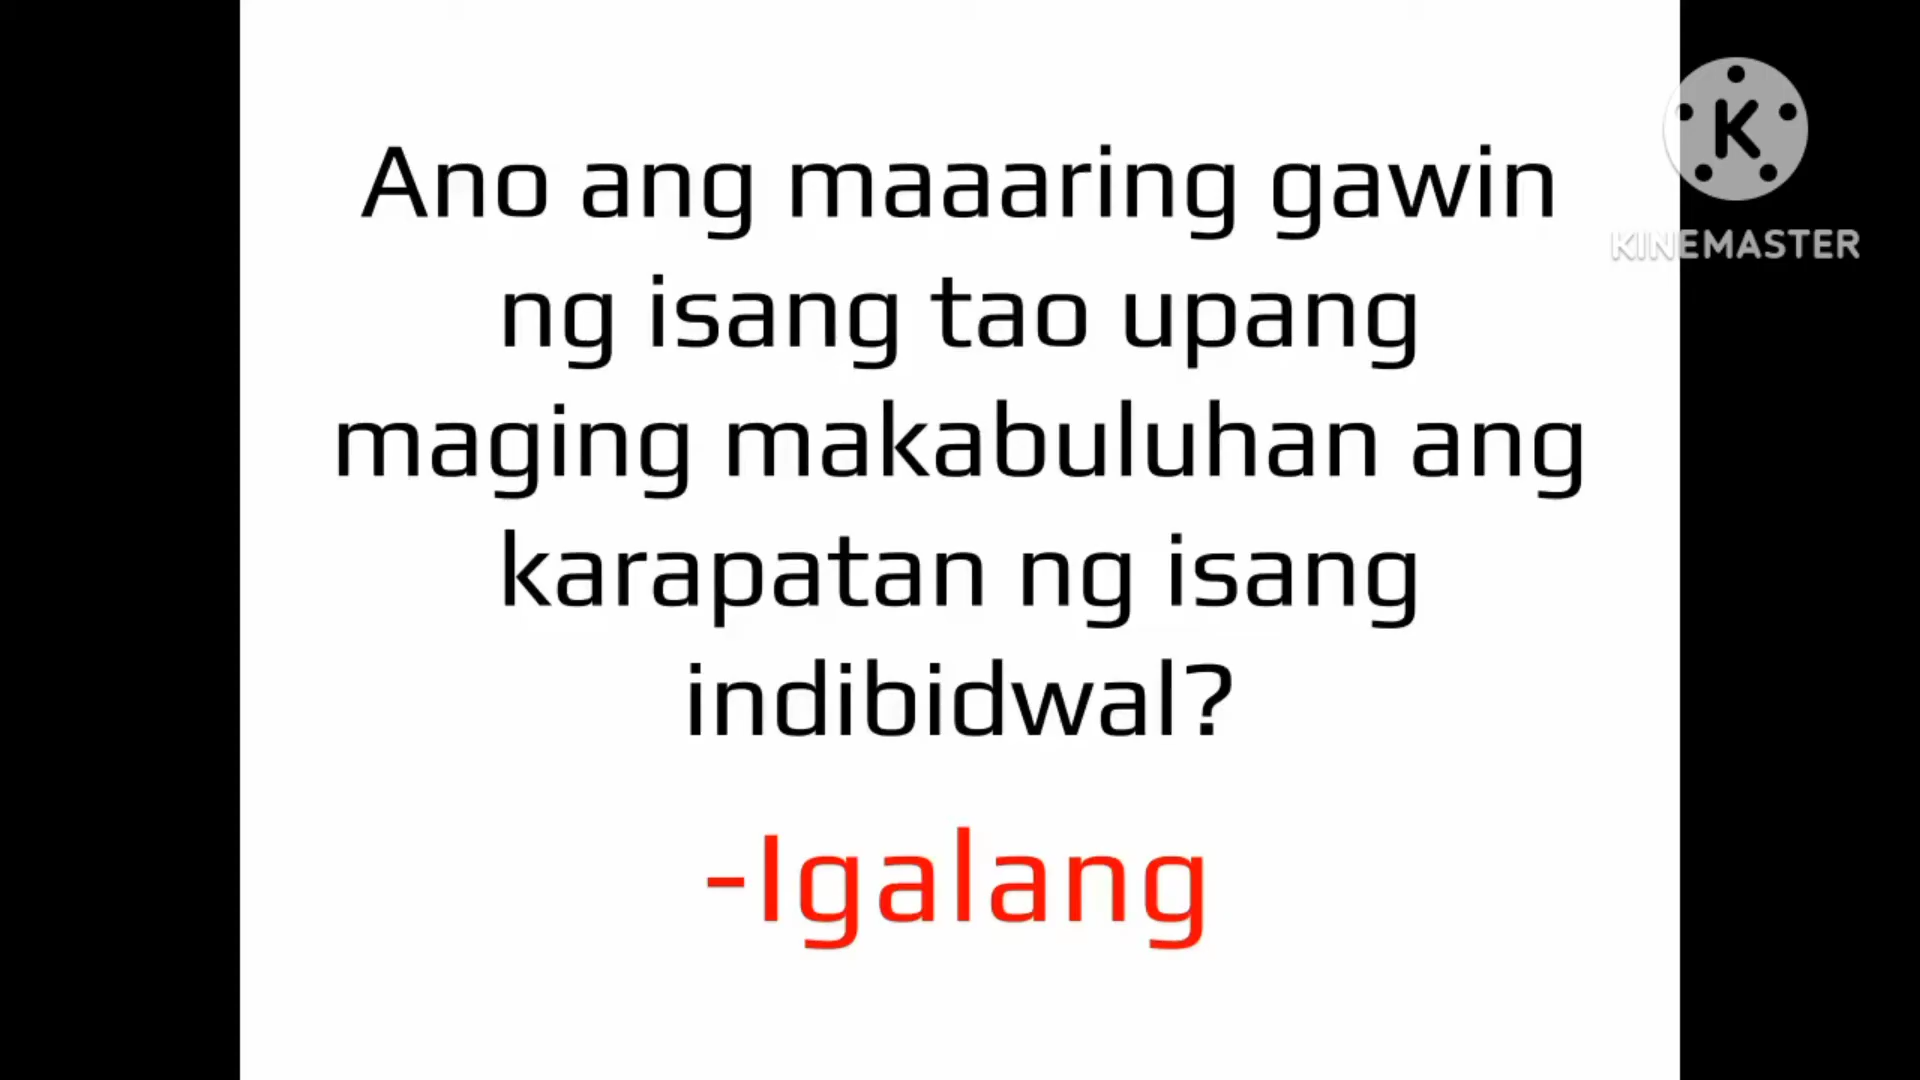 Ano ang maaaring gawin
ng isang tao upang
maging makabuluhan ang
karapatan ng isang
indibidwal?
-Igalang
K
KINEMASTER